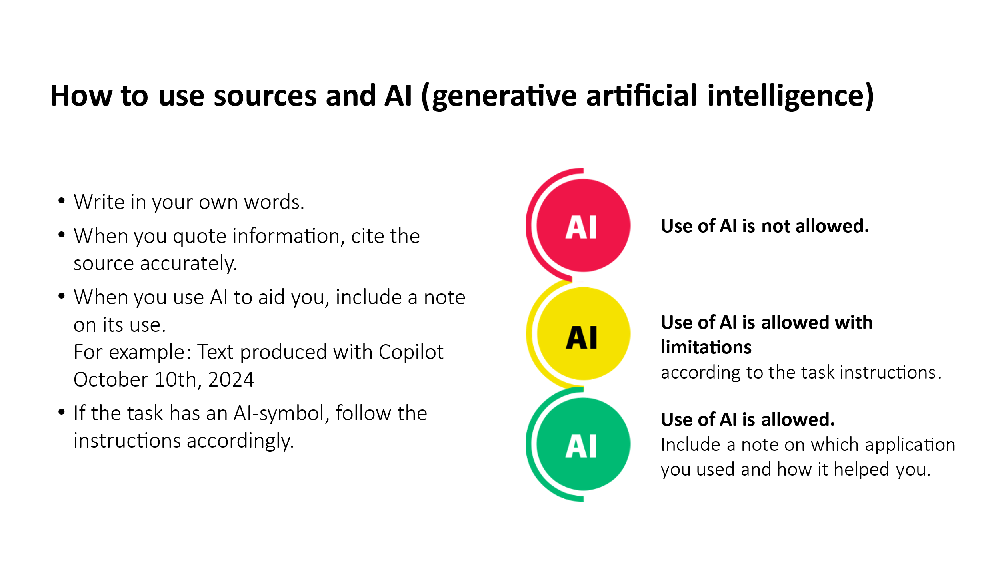 How to use sources and AI (generative artificial intelligence)
• Write in your own words.
• When you quote information, cite the
source accurately.
• When you use AI to aid you, include a note
on its use.
For example: Text produced with Copilot
October 10th, 2024
• If the task has an AI-symbol, follow the
instructions accordingly.
AI
Use of AI is not allowed.
AI
Use of AI is allowed with
limitations
according to the task instructions.
AI
Use of AI is allowed.
Include a note on which application
you used and how it helped you.